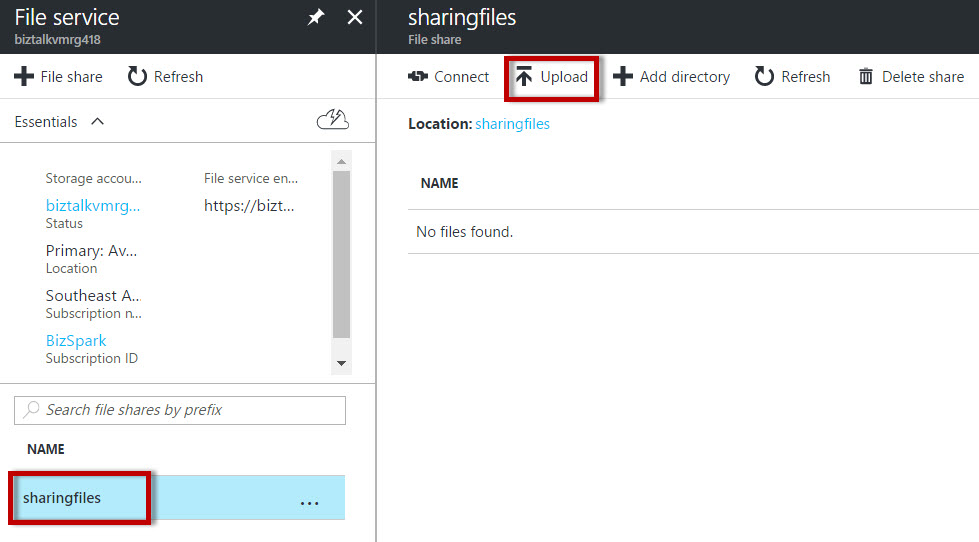 File service
biztalkvmrg418
File share
Refresh
Essentials
Storage accou...
biztalkvmrg...
Status
Primary: Av...
Location
Southeast A...
Subscription n...
BizSpark
Subscription ID
File service en...
https://bizt...
Search file shares by prefix
NAME
sharingfiles
...
sharingfiles
File share
Connect
Upload
Add directory
Refresh
Delete share
Location: sharingfiles
NAME
No files found.